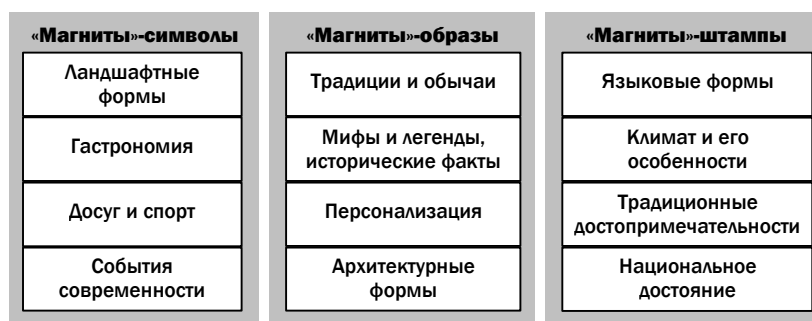 «Магниты»-символы
Ландшафтные
формы
Гастрономия
Досуг и спорт
События
современности
«Магниты»-образы
Традиции и обычаи
Мифы и легенды,
исторические факты
Персонализация
Архитектурные
формы
«Магниты»-штампы
Языковые формы
Климат и его
особенности
Традиционные
достопримечательности
Национальное
достояние